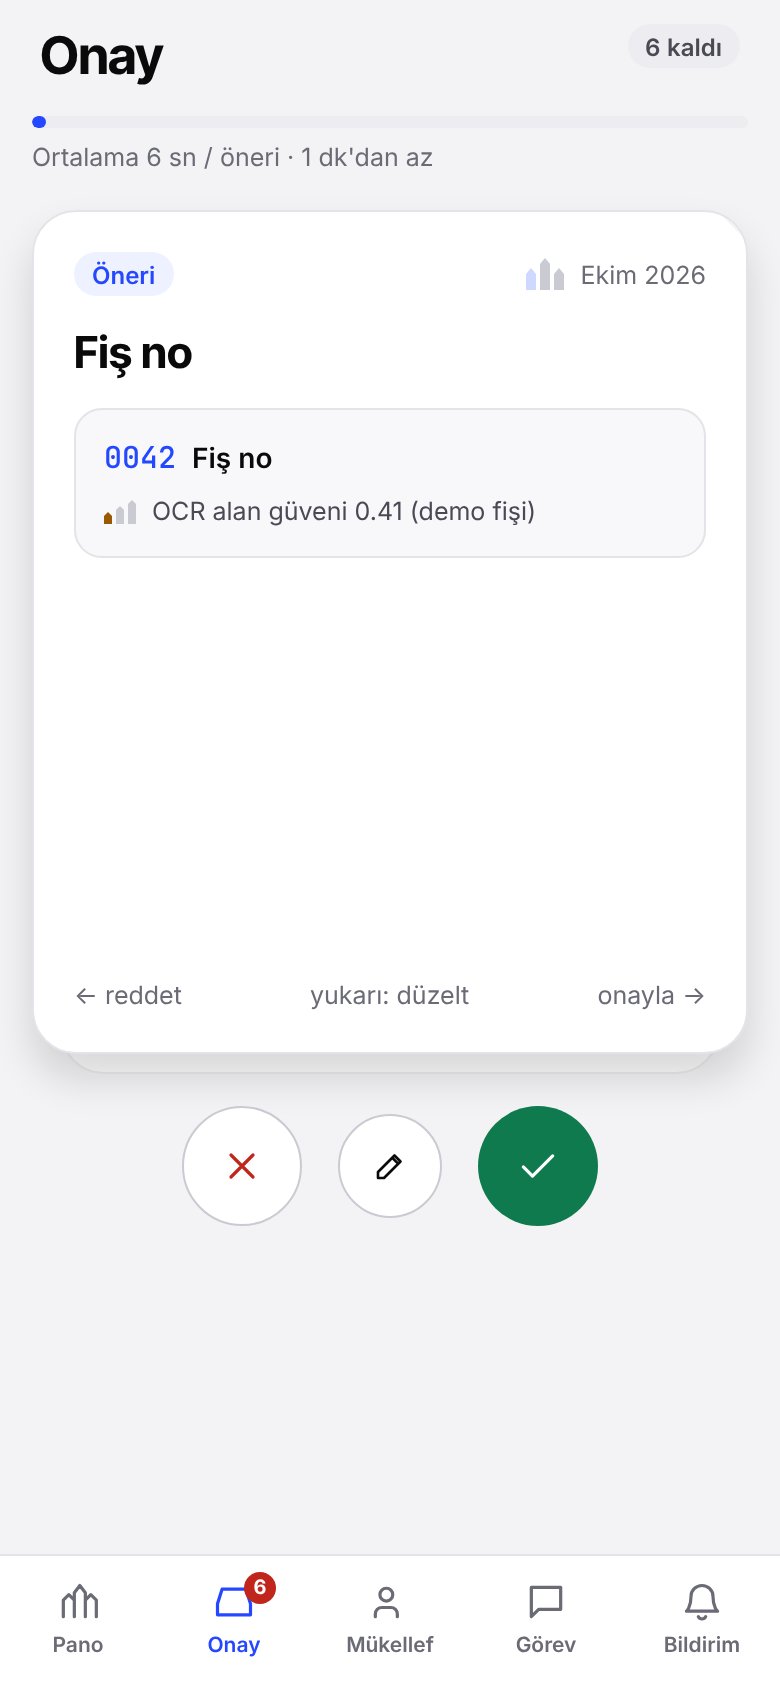 Onay
6 kaldı
Ortalama 6 sn / öneri · 1 dk'dan az
Öneri
Ekim 2026
Fiş no
0042 Fiş no
OCR alan güveni 0.41 (demo fişi)
← reddet
yukarı: düzelt
onayla →
6
Pano
Onay
Mükellef
Görev
Bildirim